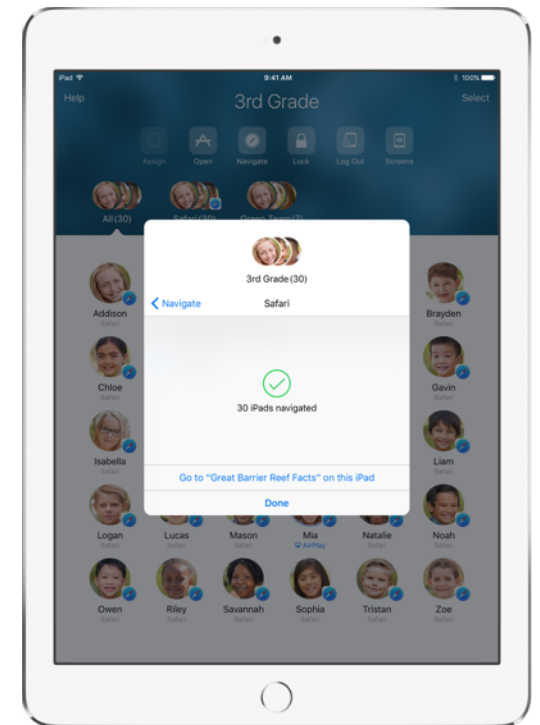 iPad 9:41 AM 100%
Help 3rd Grade Select
Assign Open Navigate Lock Log Out Screens
All (30) Safari (30) Green Team (7)
3rd Grade (30)
Navigate Safari
Addison Brayden
Safari Safari
30 iPads navigated
Chloe Gavin
Safari Safari
Isabella Liam
Safari Safari
Go to “Great Barrier Reef Facts” on this iPad
Done
Logan Lucas Mason Mia Natalie Noah
Safari Safari Safari AirPlay Safari Safari
Owen Riley Savannah Sophia Tristan Zoe
Safari Safari Safari Safari Safari Safari